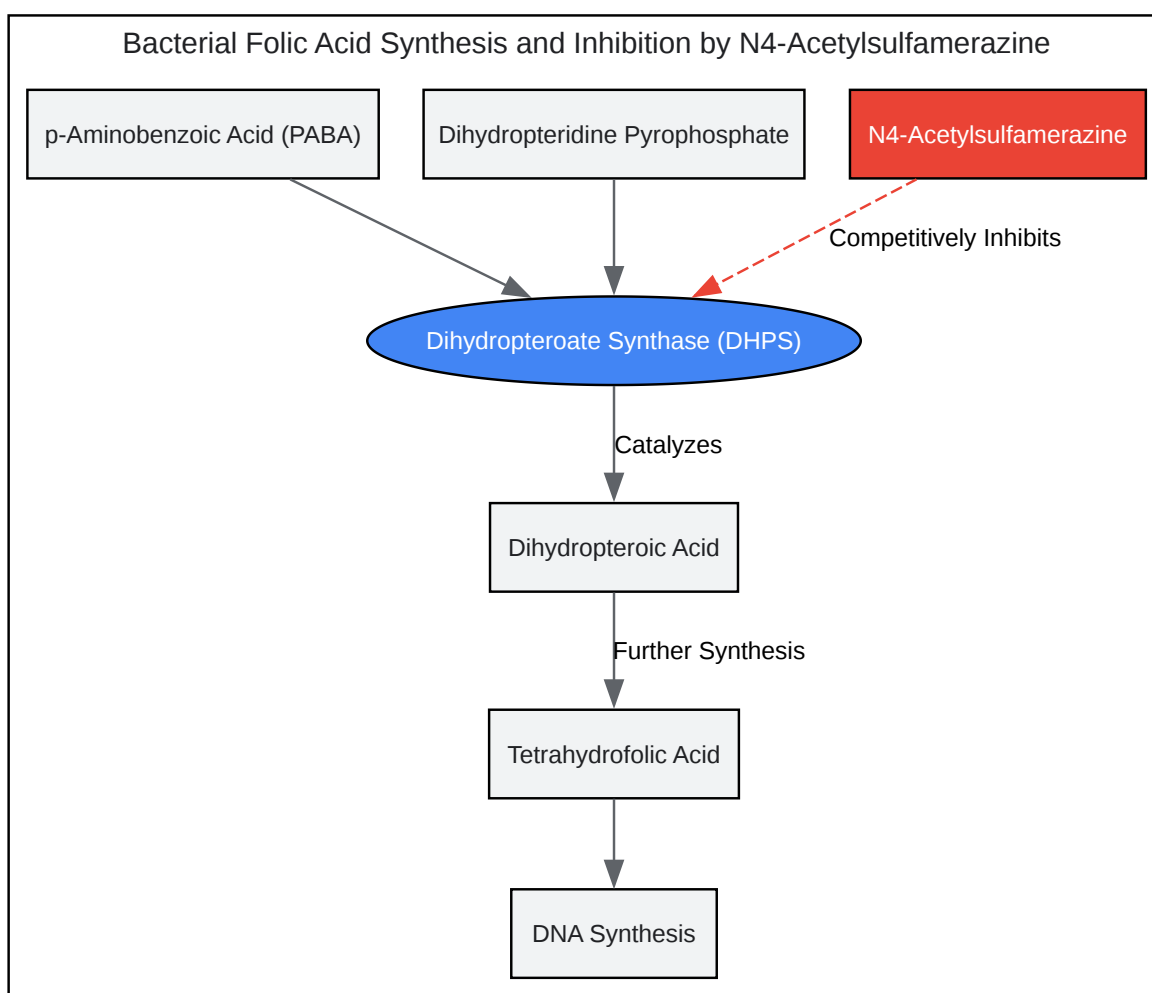 Bacterial Folic Acid Synthesis and Inhibition by N4-Acetylsulfamerazine
p-Aminobenzoic Acid (PABA)
Dihydropteridine Pyrophosphate
N4-Acetylsulfamerazine
Competitively Inhibits
Dihydropteroate Synthase (DHPS)
Catalyzes
Dihydropteroic Acid
Further Synthesis
Tetrahydrofolic Acid
DNA Synthesis